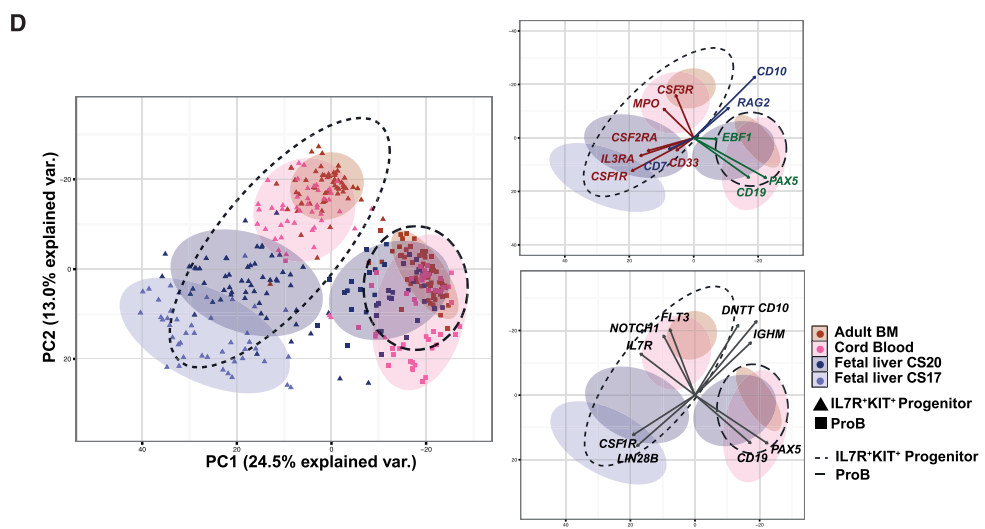 D
PC2 (13.0% explained var.)
-20
0
20
40
20
0
-20
PC1 (24.5% explained var.)
-40
-20
0
20
40
CD10
CSF3R
RAG2
MPO
CSF2RA
EBF1
IL3RA
CD7
CD33
CSF1R
PAX5
CD19
40
20
0
-20
-20
0
20
DNTT
CD10
FLT3
NOTCH1
IGHM
IL7R
CSF1R
LIN28B
PAX5
CD19
40
20
0
-20
Adult BM
Cord Blood
Fetal liver CS20
Fetal liver CS17
IL7R⁺KIT⁺ Progenitor
ProB
IL7R⁺KIT⁺ Progenitor
ProB